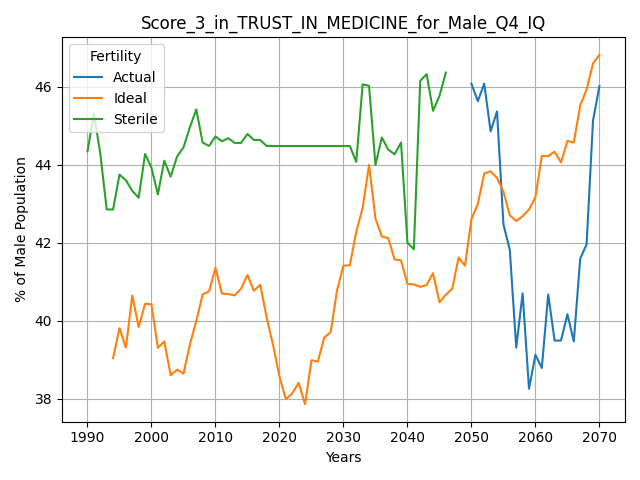 Score_3_in_TRUST_IN_MEDICINE_for_Male_Q4_IQ
Fertility
Actual
Ideal
Sterile
% of Male Population
46
44
42
40
38
1990 2000 2010 2020 2030 2040 2050 2060 2070
Years